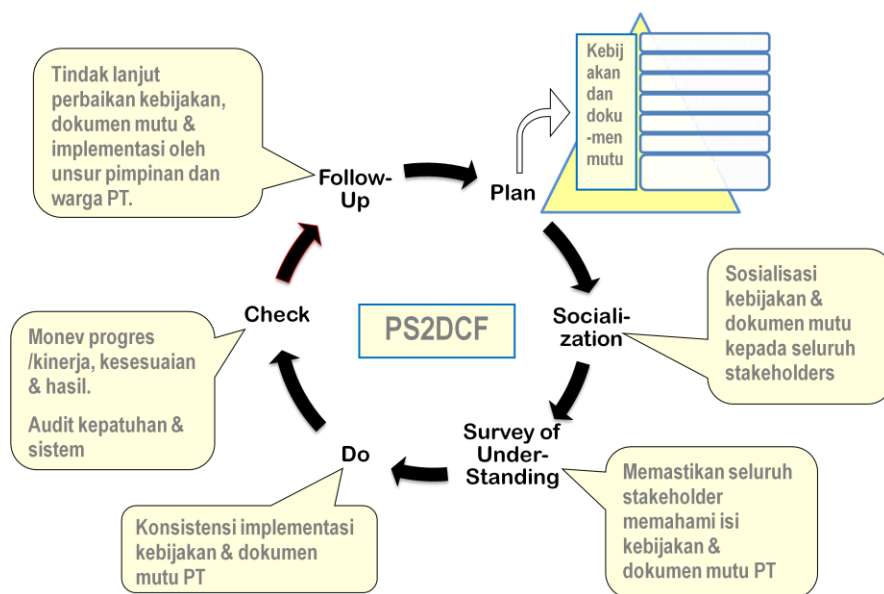 Tindak lanjut
perbaikan kebijakan,
dokumen mutu &
implementasi oleh
unsur pimpinan dan
warga PT.
Follow-
Up
Plan
Kebij
akan
dan
doku
-men
mutu
Sociali-
zation
Sosialisasi
kebijakan &
dokumen mutu
kepada seluruh
stakeholders
Survey of
Under-
Standing
Memastikan seluruh
stakeholder
memahami isi
kebijakan &
dokumen mutu PT
Do
Konsistensi implementasi
kebijakan & dokumen
mutu PT
Check
Monev progres
/kinerja, kesesuaian
& hasil.
Audit kepatuhan &
sistem
PS2DCF